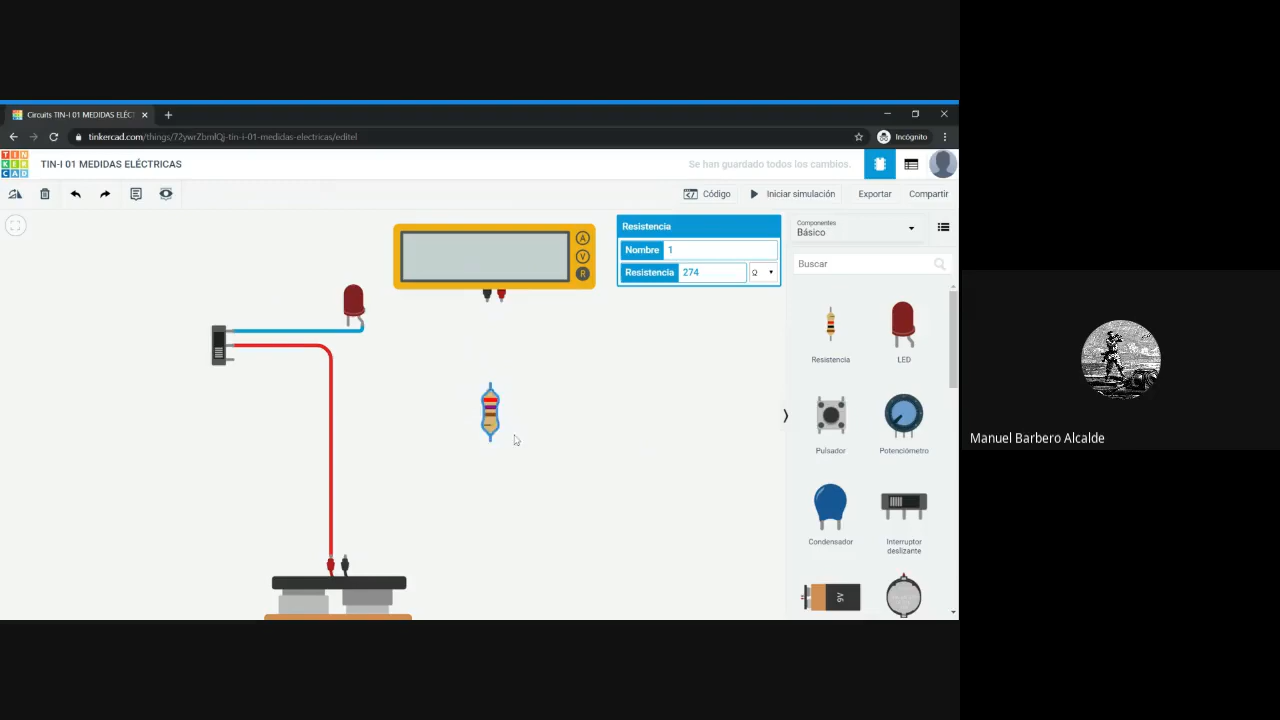 Circuits TIN-I 01 MEDIDAS ELÉCT
tinkercad.com/things/72ywrZbmlQj-tin-i-01-medidas-electricas/editel
Incógnito
TIN
KER
CAD
TIN-I 01 MEDIDAS ELÉCTRICAS
Se han guardado todos los cambios.
Código
Iniciar simulación
Exportar
Compartir
A
V
R
Resistencia
Nombre 1
Resistencia 274 Ω
Componentes
Básico
Buscar
Resistencia
LED
Pulsador
Potenciómetro
Condensador
Interruptor
deslizante
9V
Manuel Barbero Alcalde